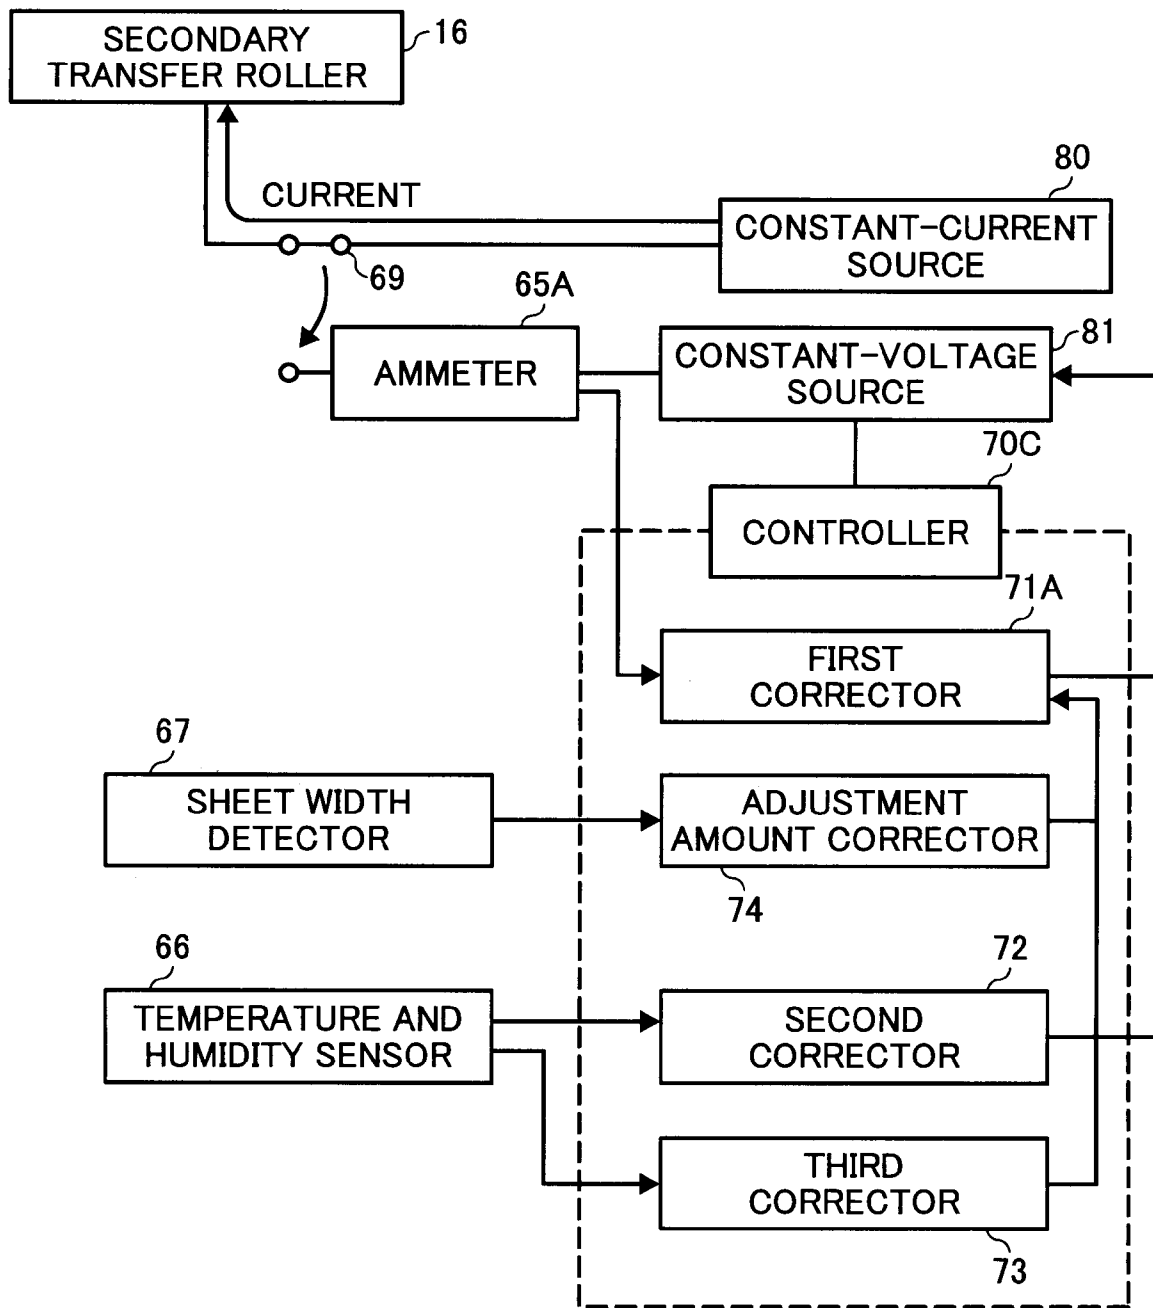 SECONDARY
TRANSFER ROLLER
16
CURRENT
80
CONSTANT-CURRENT
SOURCE
69
65A
AMMETER
81
CONSTANT-VOLTAGE
SOURCE
70C
CONTROLLER
71A
FIRST
CORRECTOR
67
SHEET WIDTH
DETECTOR
ADJUSTMENT
AMOUNT CORRECTOR
74
66
TEMPERATURE AND
HUMIDITY SENSOR
72
SECOND
CORRECTOR
THIRD
CORRECTOR
73